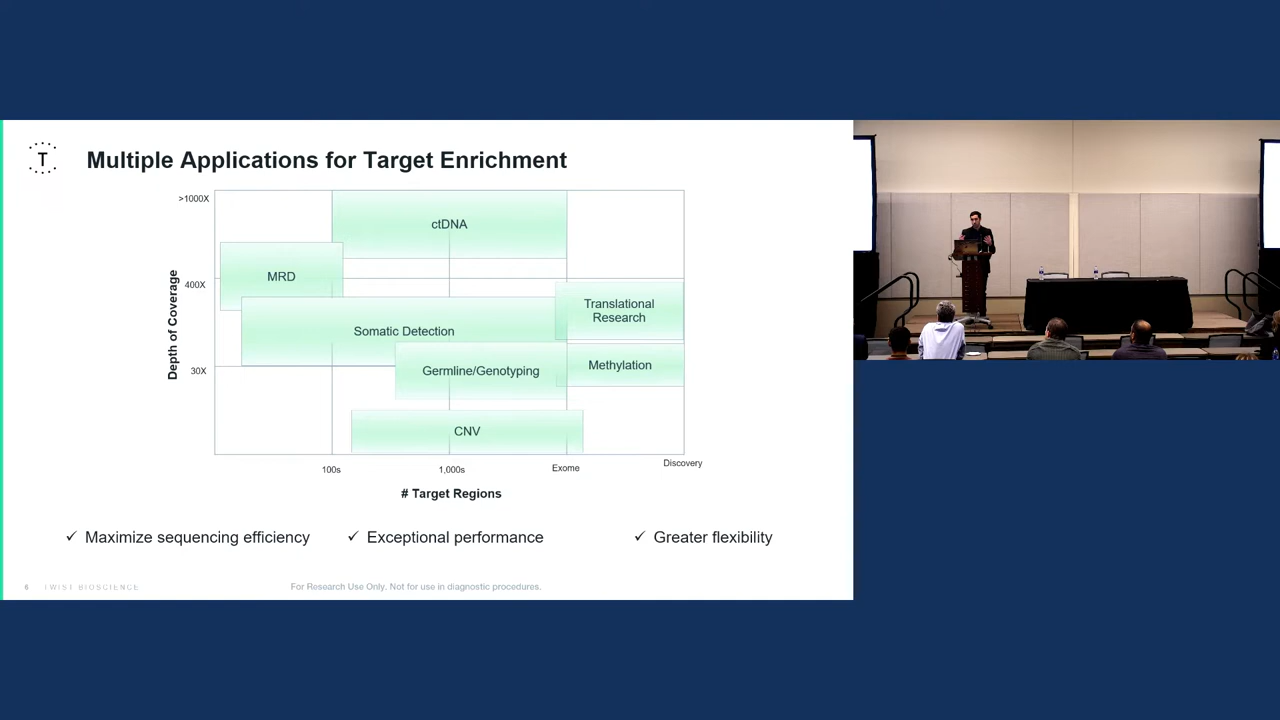 T
Multiple Applications for Target Enrichment
>1000X
ctDNA
MRD
400X
Translational
Research
Somatic Detection
Depth of Coverage
Methylation
30X
Germline/Genotyping
CNV
100s
1,000s
Exome
Discovery
# Target Regions
✓ Maximize sequencing efficiency
✓ Exceptional performance
✓ Greater flexibility
6
TWIST BIOSCIENCE
For Research Use Only. Not for use in diagnostic procedures.